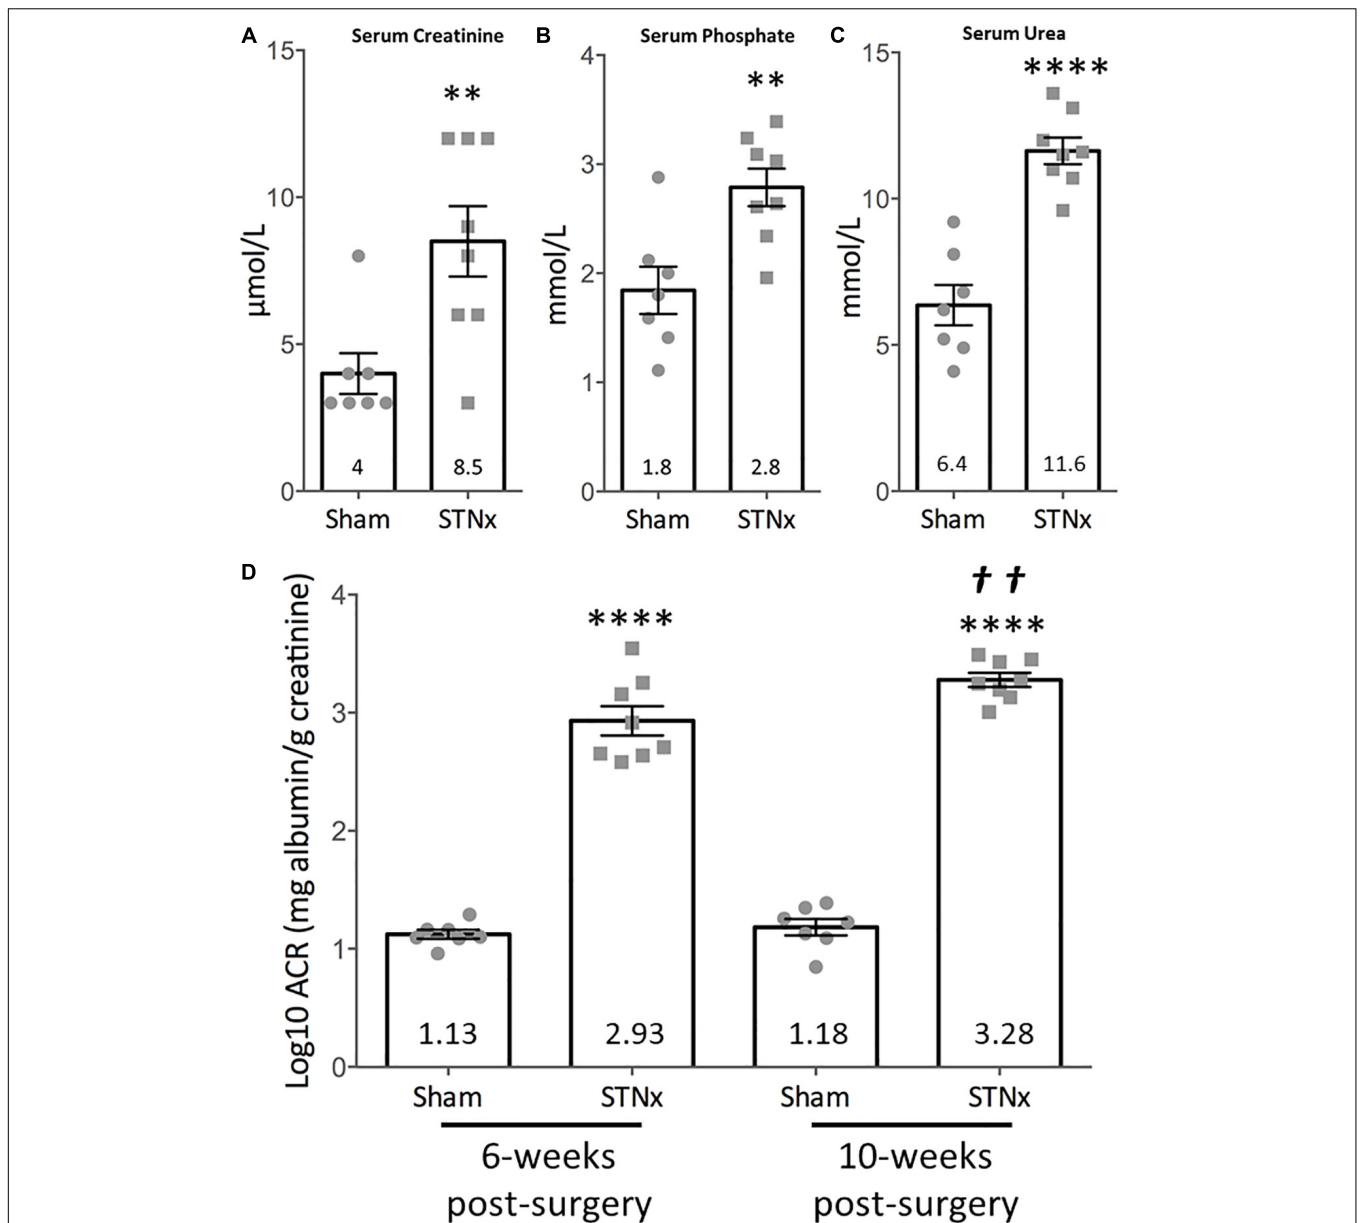 A Serum Creatinine
15
10
5
0
μmol/L
**
4
8.5
Sham STNx
B Serum Phosphate
4
3
2
1
0
mmol/L
**
1.8
2.8
Sham STNx
C Serum Urea
15
10
5
0
mmol/L
****
6.4
11.6
Sham STNx
D
Log10 ACR (mg albumin/g creatinine)
4
3
2
1
0
† †
****
****
1.13
2.93
1.18
3.28
Sham STNx Sham STNx
6-weeks
post-surgery
10-weeks
post-surgery